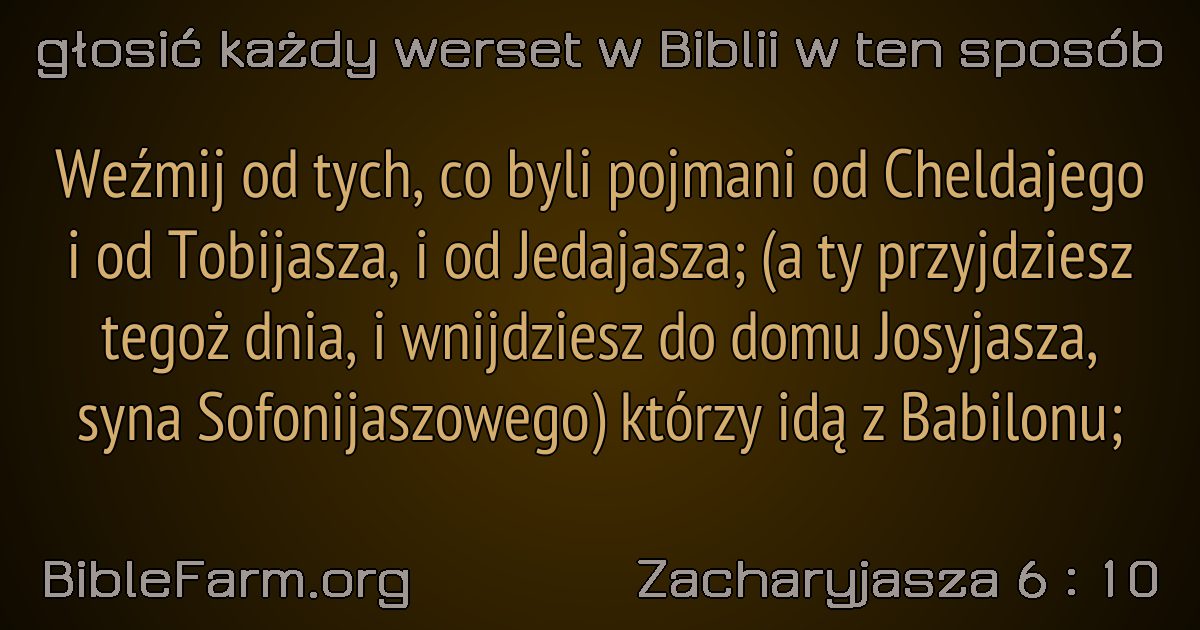 głosić każdy werset w Biblii w ten sposób
Weźmij od tych, co byli pojmani od Cheldajego
i od Tobijasza, i od Jedajasza; (a ty przyjdziesz
tegoż dnia, i wnijdziesz do domu Josyjasza,
syna Sofonijaszowego) którzy idą z Babilonu;
BibleFarm.org
Zacharyjasza 6 : 10